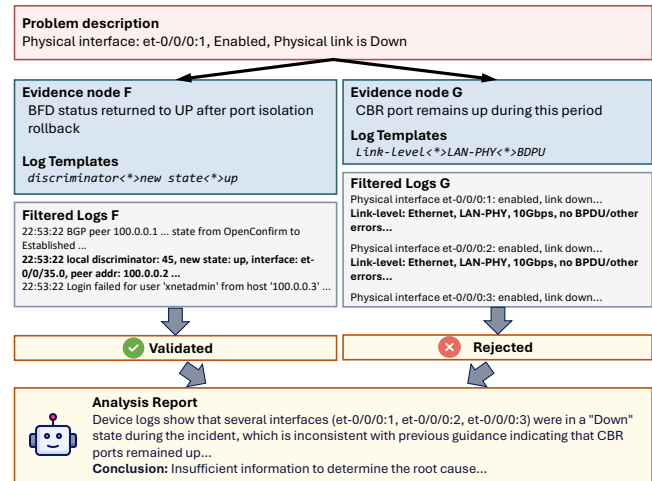 Problem description
Physical interface: et-0/0/0:1, Enabled, Physical link is Down
Evidence node F
BFD status returned to UP after port isolation
rollback
Log Templates
discriminator<*>new state<*>up
Evidence node G
CBR port remains up during this period
Log Templates
Link-level<*>LAN-PHY<*>BDPU
Filtered Logs F
22:53:22 BGP peer 100.0.0.1 ... state from OpenConfirm to
Established ...
22:53:22 local discriminator: 45, new state: up, interface: et-
0/0/35.0, peer addr: 100.0.0.2 ...
22:53:22 Login failed for user 'xnetadmin' from host '100.0.0.3' ...
Filtered Logs G
Physical interface et-0/0/0:1: enabled, link down...
Link-level: Ethernet, LAN-PHY, 10Gbps, no BPDU/other
errors...
Physical interface et-0/0/0:2: enabled, link down...
Link-level: Ethernet, LAN-PHY, 10Gbps, no BPDU/other
errors...
Physical interface et-0/0/0:3: enabled, link down...
Validated
Rejected
Analysis Report
Device logs show that several interfaces (et-0/0/0:1, et-0/0/0:2, et-0/0/0:3) were in a "Down"
state during the incident, which is inconsistent with previous guidance indicating that CBR
ports remained up...
Conclusion: Insufficient information to determine the root cause...